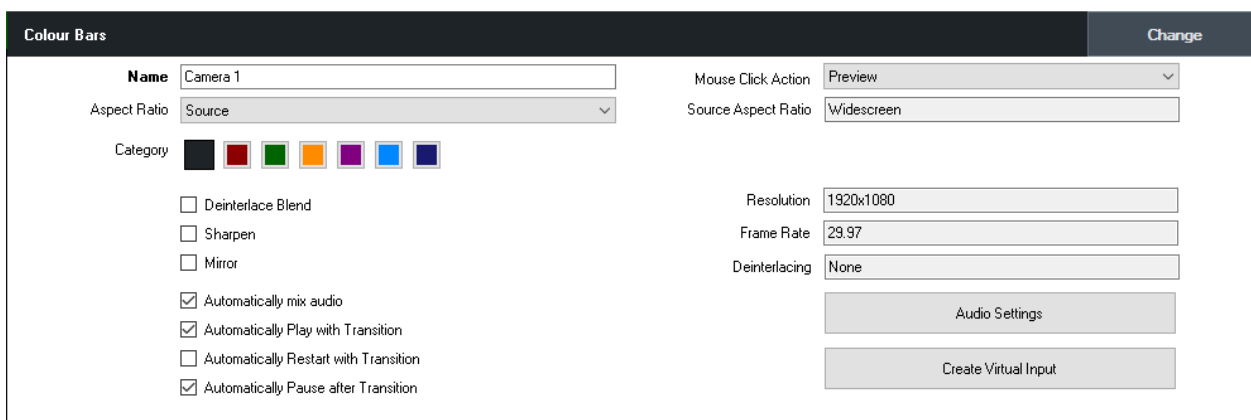 Colour Bars
Change
Name
Camera 1
Mouse Click Action
Preview
Aspect Ratio
Source
Source Aspect Ratio
Widescreen
Category
Deinterlace Blend
Resolution
1920x1080
Sharpen
Frame Rate
29.97
Mirror
Deinterlacing
None
Automatically mix audio
Audio Settings
Automatically Play with Transition
Automatically Restart with Transition
Create Virtual Input
Automatically Pause after Transition